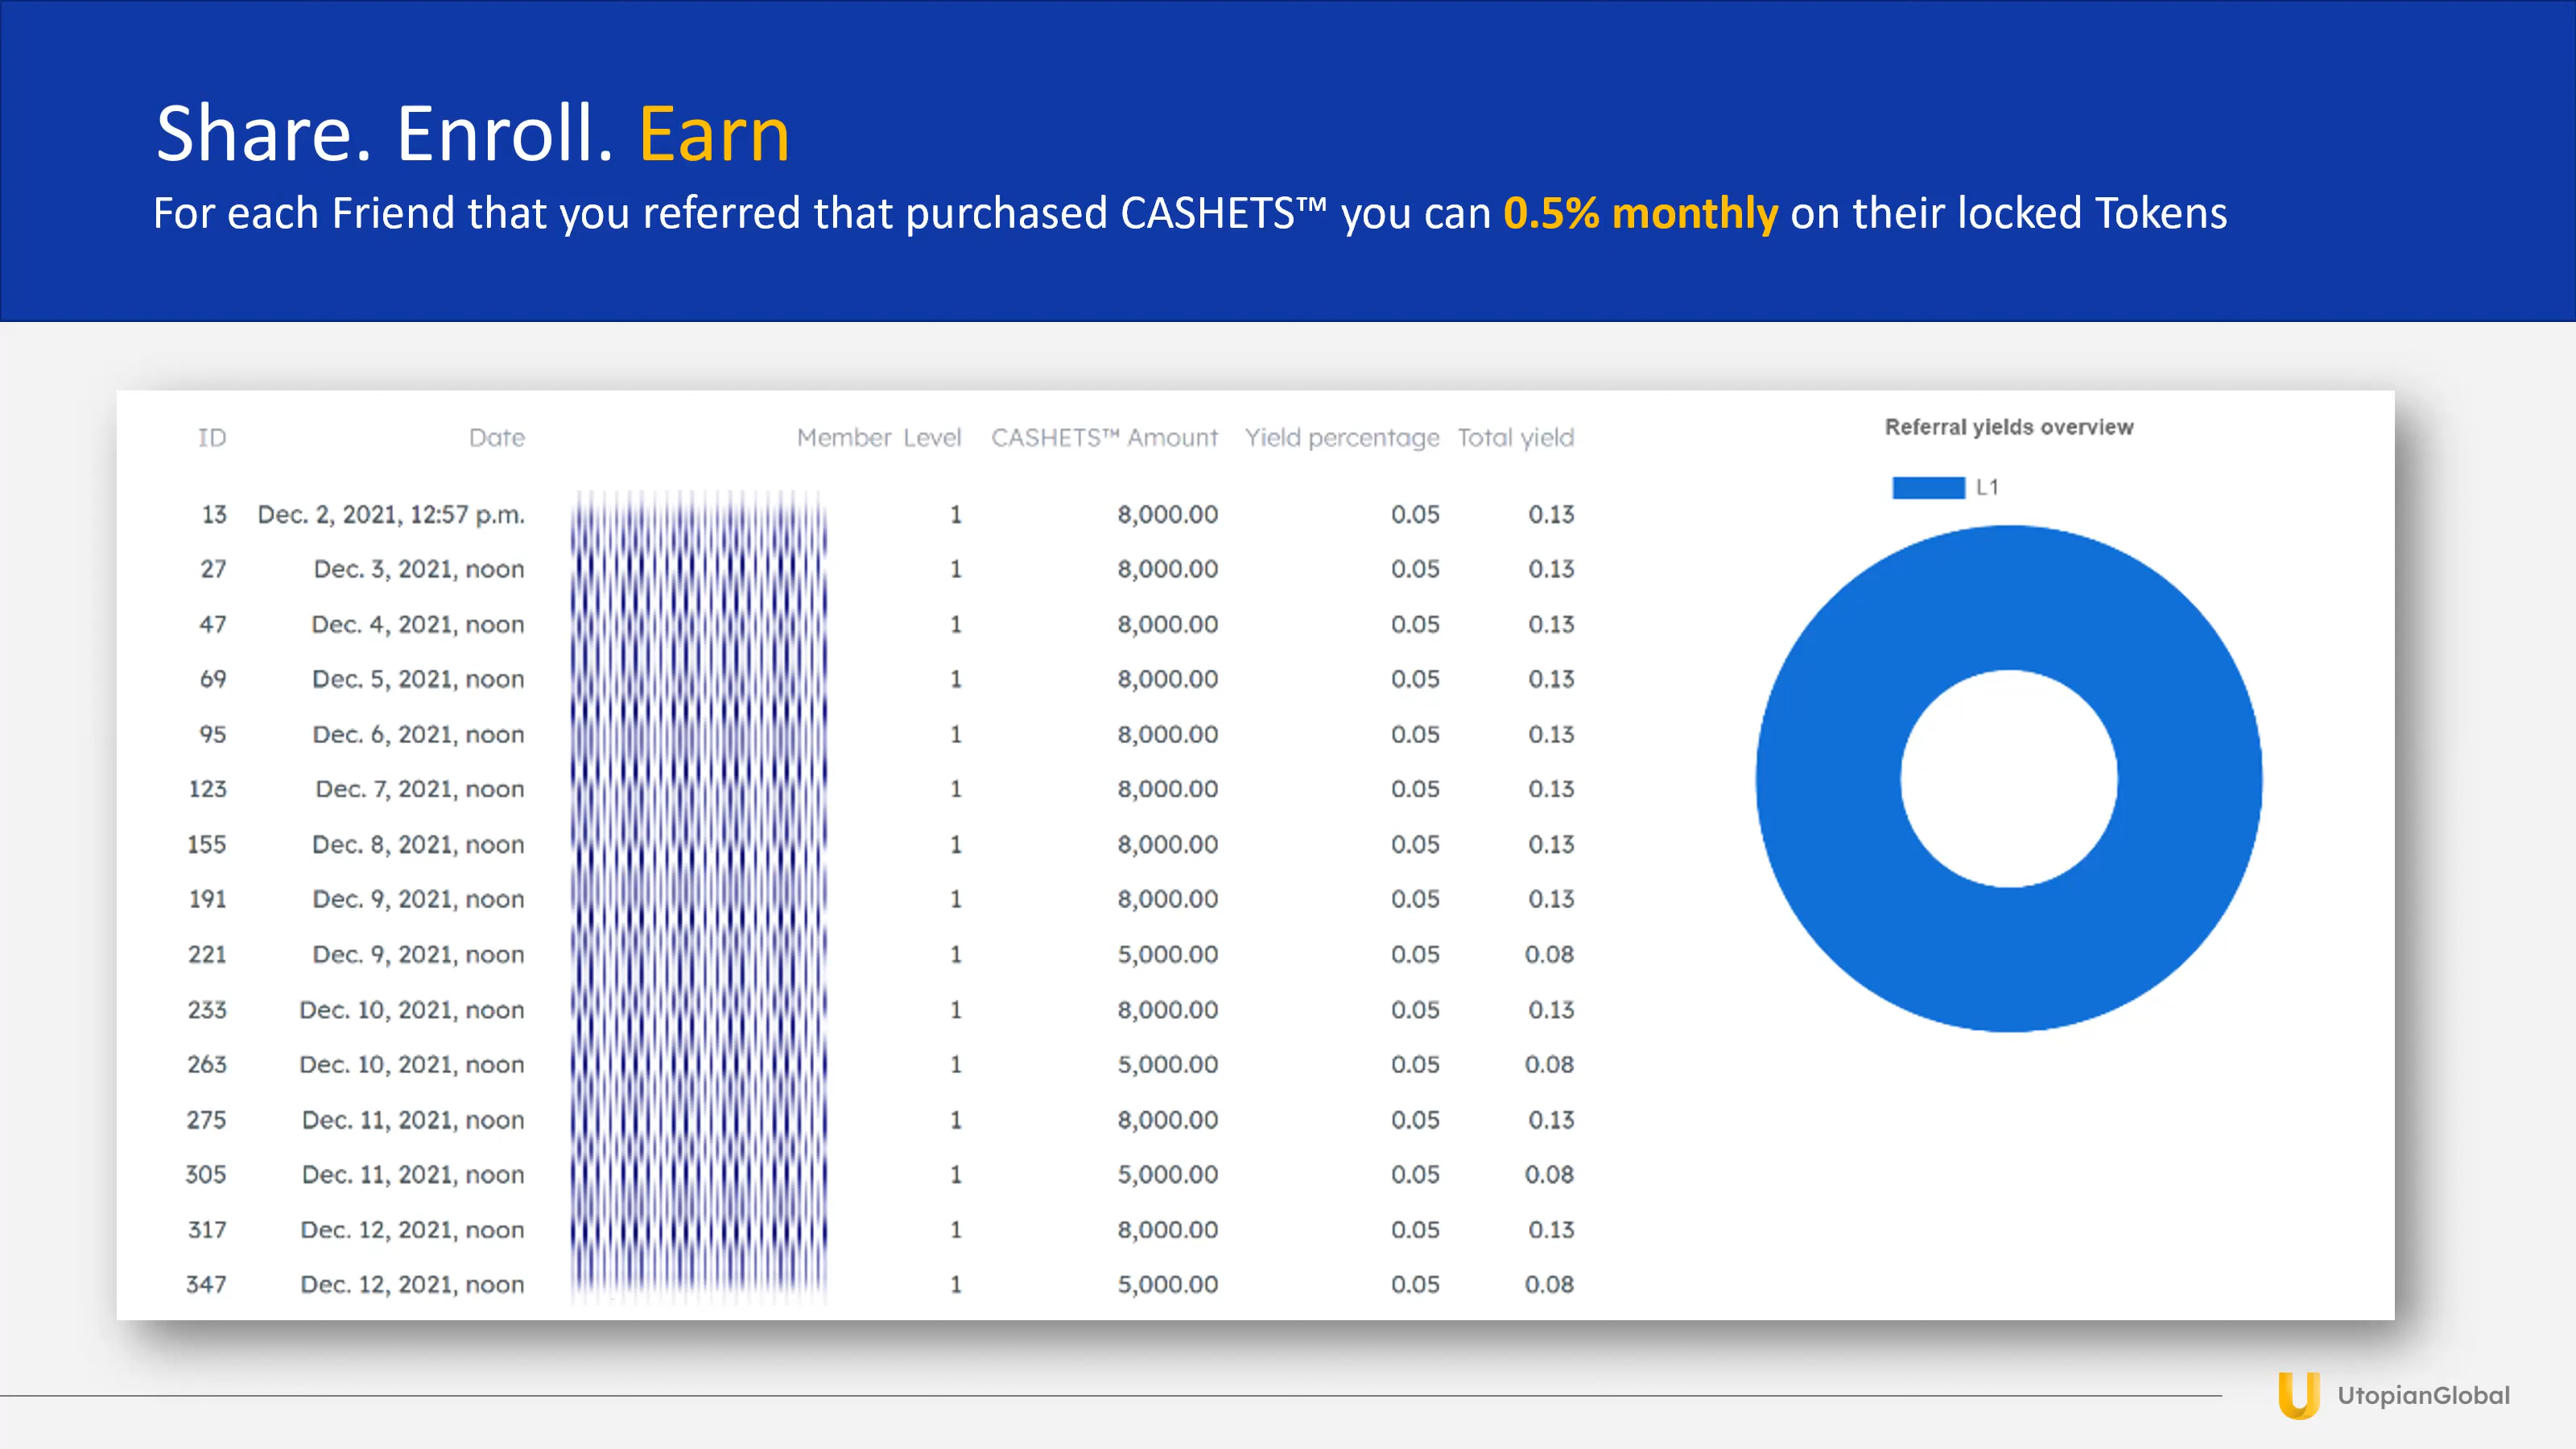 Share. Enroll. Earn
For each Friend that you referred that purchased CASHETS™ you can 0.5% monthly on their locked Tokens
ID Date Member Level CASHETS™ Amount Yield percentage Total yield
13 Dec. 2, 2021, 12:57 p.m. 1 8,000.00 0.05 0.13
27 Dec. 3, 2021, noon 1 8,000.00 0.05 0.13
47 Dec. 4, 2021, noon 1 8,000.00 0.05 0.13
69 Dec. 5, 2021, noon 1 8,000.00 0.05 0.13
95 Dec. 6, 2021, noon 1 8,000.00 0.05 0.13
123 Dec. 7, 2021, noon 1 8,000.00 0.05 0.13
155 Dec. 8, 2021, noon 1 8,000.00 0.05 0.13
191 Dec. 9, 2021, noon 1 8,000.00 0.05 0.13
221 Dec. 9, 2021, noon 1 5,000.00 0.05 0.08
233 Dec. 10, 2021, noon 1 8,000.00 0.05 0.13
263 Dec. 10, 2021, noon 1 5,000.00 0.05 0.08
275 Dec. 11, 2021, noon 1 8,000.00 0.05 0.13
305 Dec. 11, 2021, noon 1 5,000.00 0.05 0.08
317 Dec. 12, 2021, noon 1 8,000.00 0.05 0.13
347 Dec. 12, 2021, noon 1 5,000.00 0.05 0.08
Referral yields overview
L1
UtopianGlobal